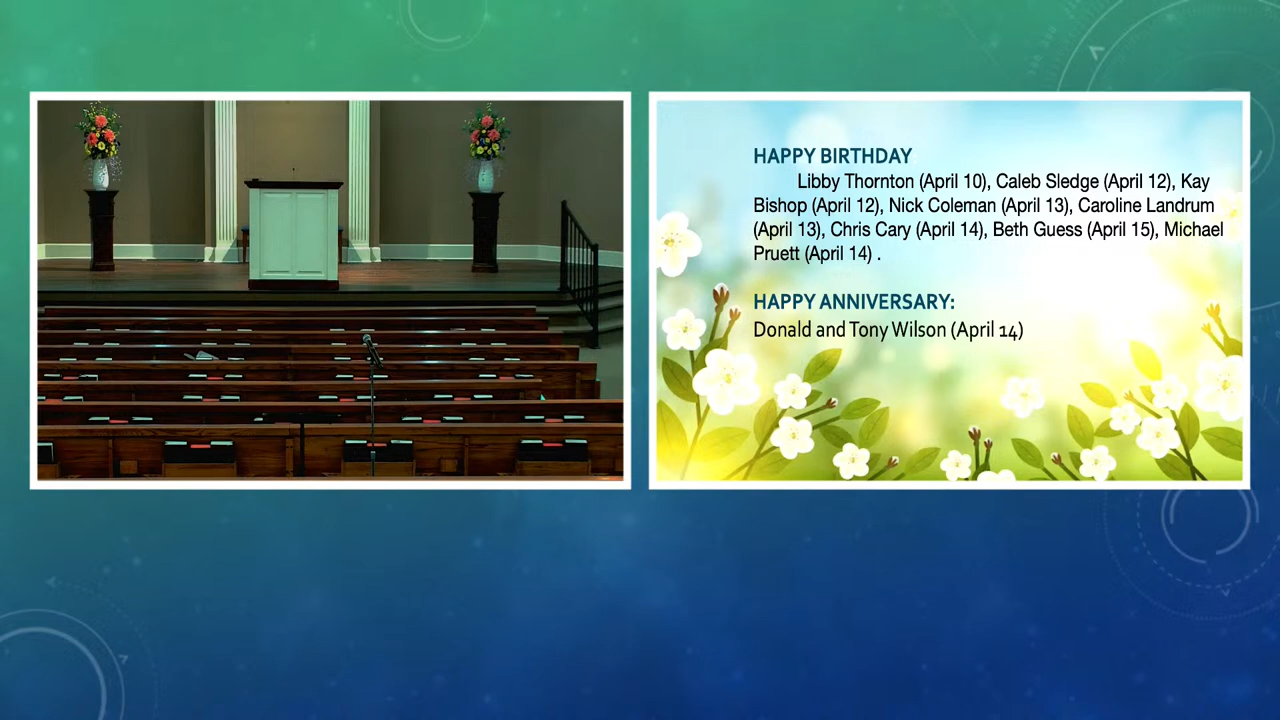 HAPPY BIRTHDAY
Libby Thornton (April 10), Caleb Sledge (April 12), Kay
Bishop (April 12), Nick Coleman (April 13), Caroline Landrum
(April 13), Chris Cary (April 14), Beth Guess (April 15), Michael
Pruett (April 14) .
HAPPY ANNIVERSARY:
Donald and Tony Wilson (April 14)